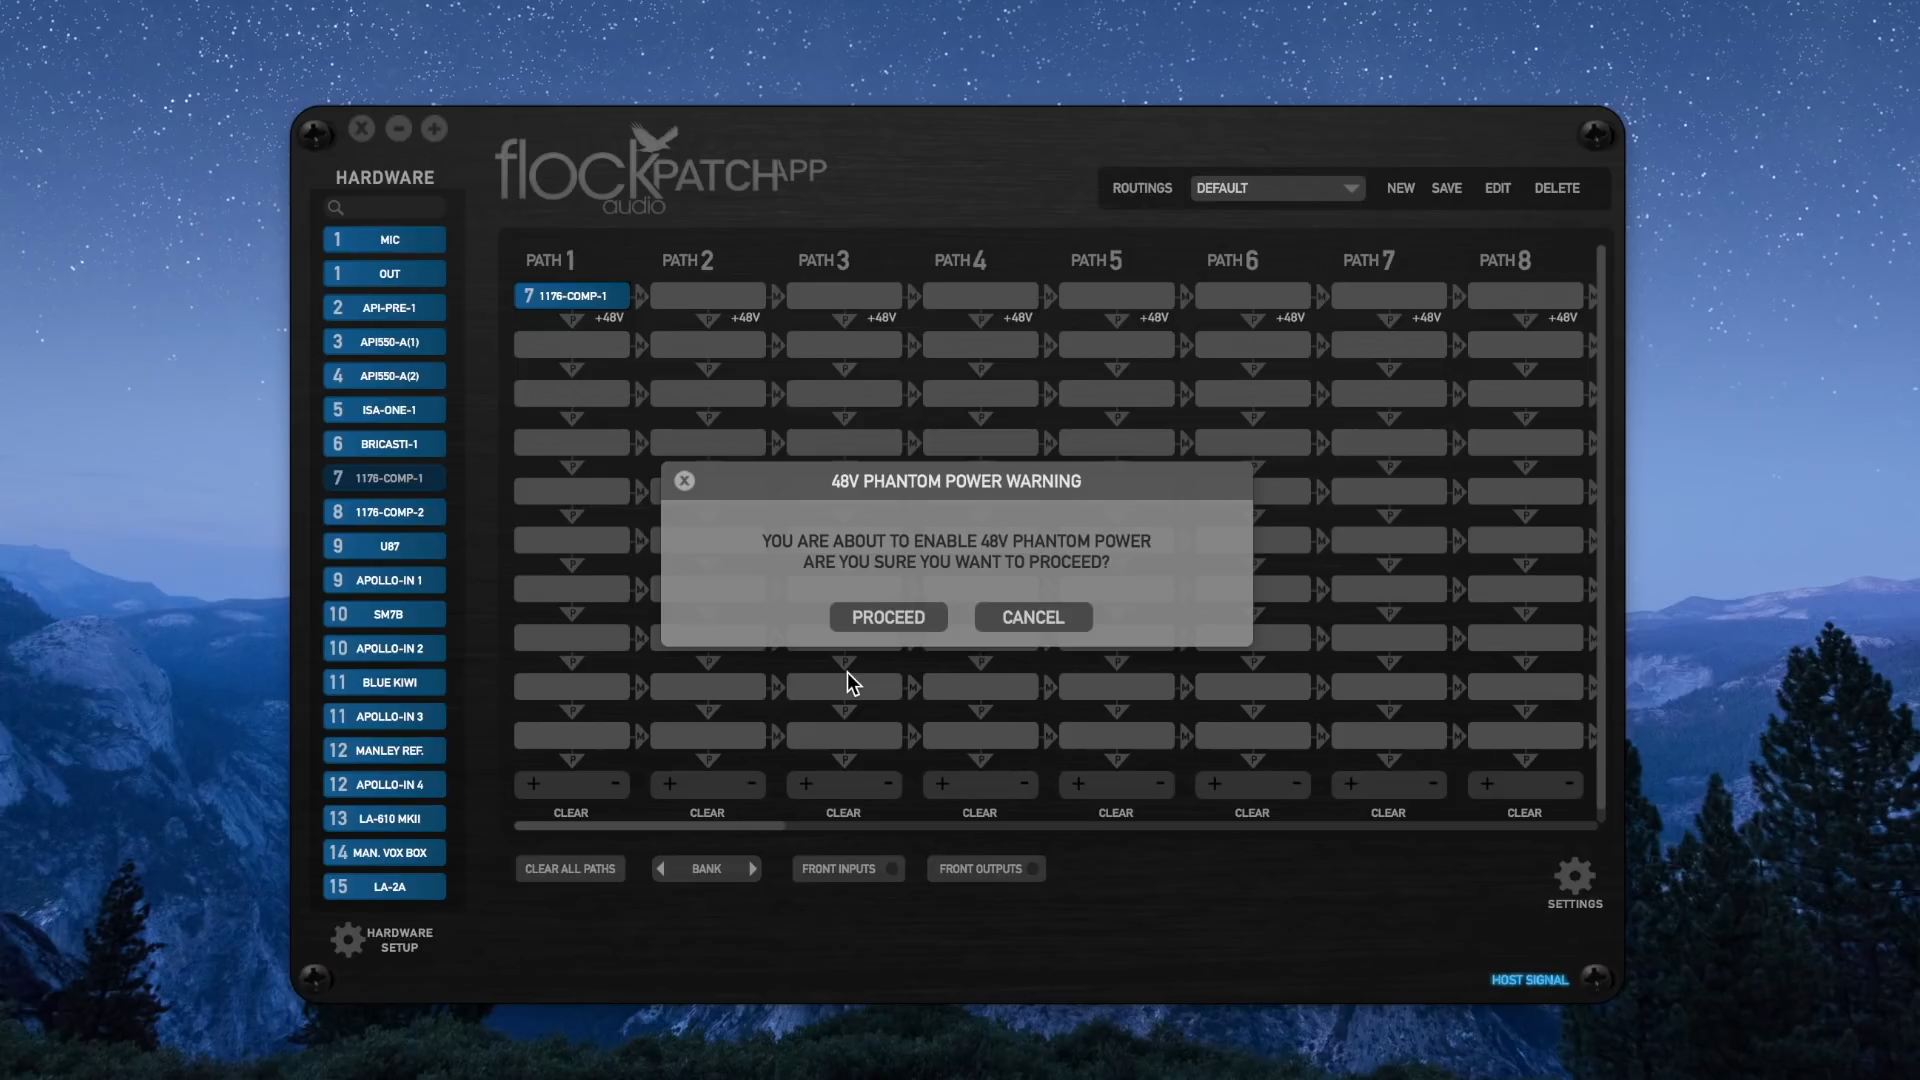 HARDWARE
flock PATCHAPP
audio
ROUTINGS DEFAULT NEW SAVE EDIT DELETE
1 MIC
1 OUT
2 API-PRE-1
3 API550-A(1)
4 API550-A(2)
5 ISA-ONE-1
6 BRICASTI-1
7 1176-COMP-1
8 1176-COMP-2
9 U87
9 APOLLO-IN 1
10 SM7B
10 APOLLO-IN 2
11 BLUE KIWI
11 APOLLO-IN 3
12 MANLEY REF.
12 APOLLO-IN 4
13 LA-610 MKII
14 MAN. VOX BOX
15 LA-2A
HARDWARE
SETUP
PATH 1 PATH 2 PATH 3 PATH 4 PATH 5 PATH 6 PATH 7 PATH 8
7 1176-COMP-1
+48V +48V +48V +48V +48V +48V +48V +48V
48V PHANTOM POWER WARNING
YOU ARE ABOUT TO ENABLE 48V PHANTOM POWER
ARE YOU SURE YOU WANT TO PROCEED?
PROCEED CANCEL
CLEAR CLEAR CLEAR CLEAR CLEAR CLEAR CLEAR CLEAR
CLEAR ALL PATHS BANK FRONT INPUTS FRONT OUTPUTS
SETTINGS
HOST SIGNAL